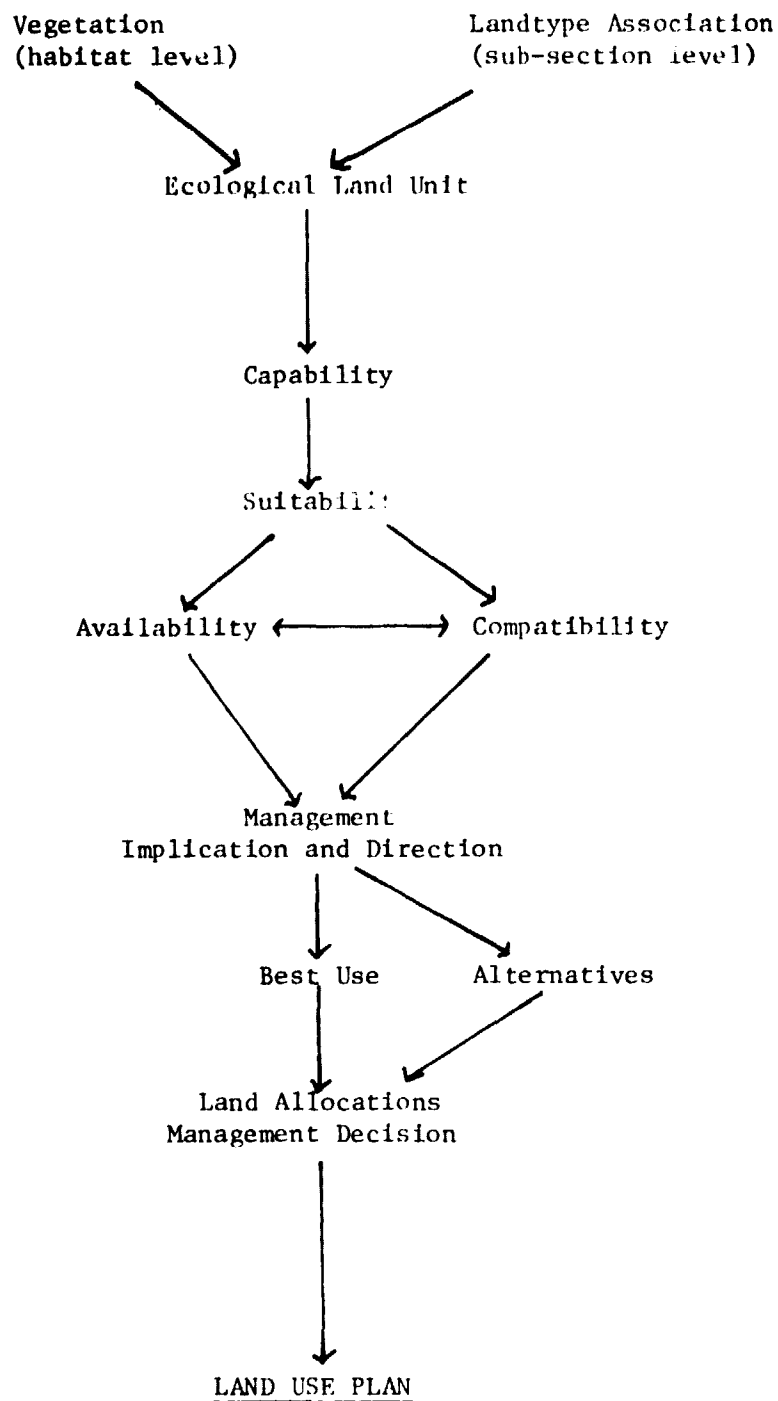 Vegetation
(habitat level)
Landtype Association
(sub-section level)
Ecological Land Unit
Capability
Suitabili
Availability
Compatibility
Management
Implication and Direction
Best Use
Alternatives
Land Allocations
Management Decision
LAND USE PLAN